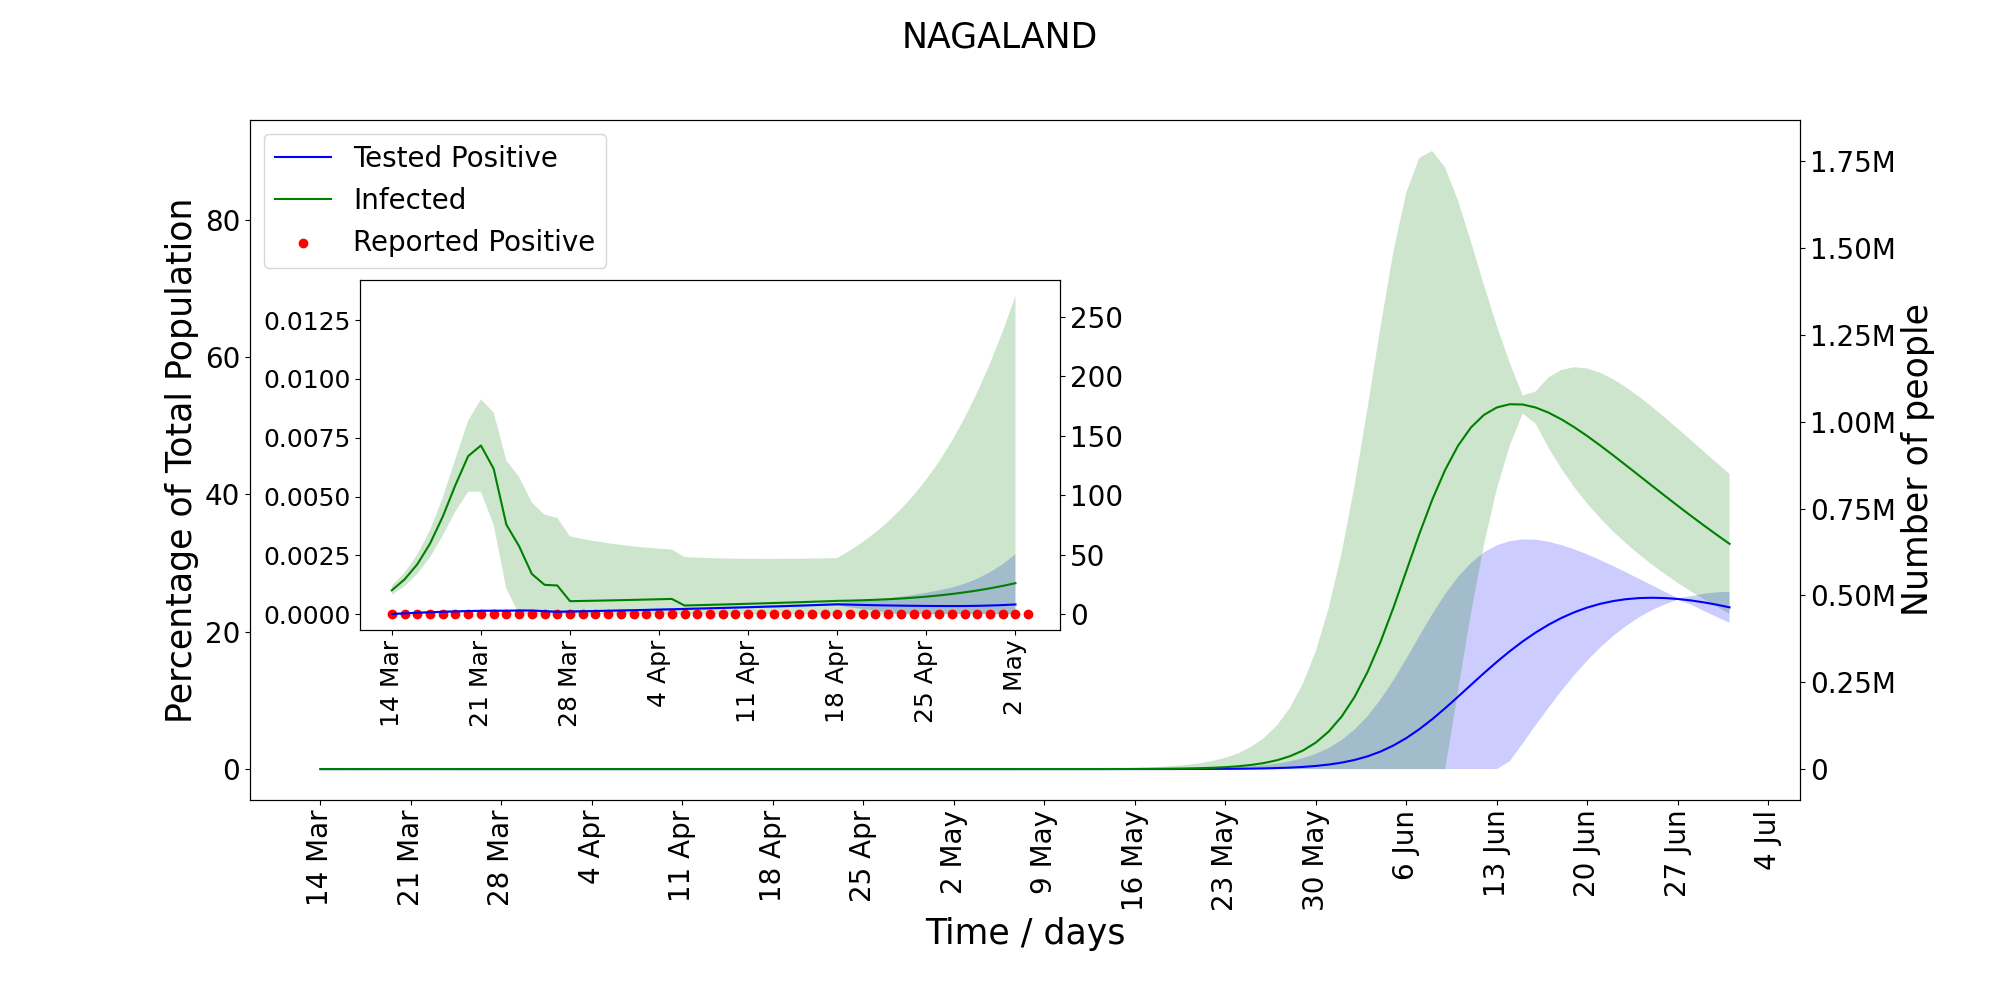 NAGALAND
Tested Positive
Infected
Reported Positive
Percentage of Total Population
80
60
40
20
0
1.75M
1.50M
1.25M
1.00M
0.75M
0.50M
0.25M
0
Number of people
0.0125
0.0100
0.0075
0.0050
0.0025
0.0000
250
200
150
100
50
0
14 Mar
21 Mar
28 Mar
4 Apr
11 Apr
18 Apr
25 Apr
2 May
14 Mar
21 Mar
28 Mar
4 Apr
11 Apr
18 Apr
25 Apr
2 May
9 May
16 May
23 May
30 May
6 Jun
13 Jun
20 Jun
27 Jun
4 Jul
Time / days